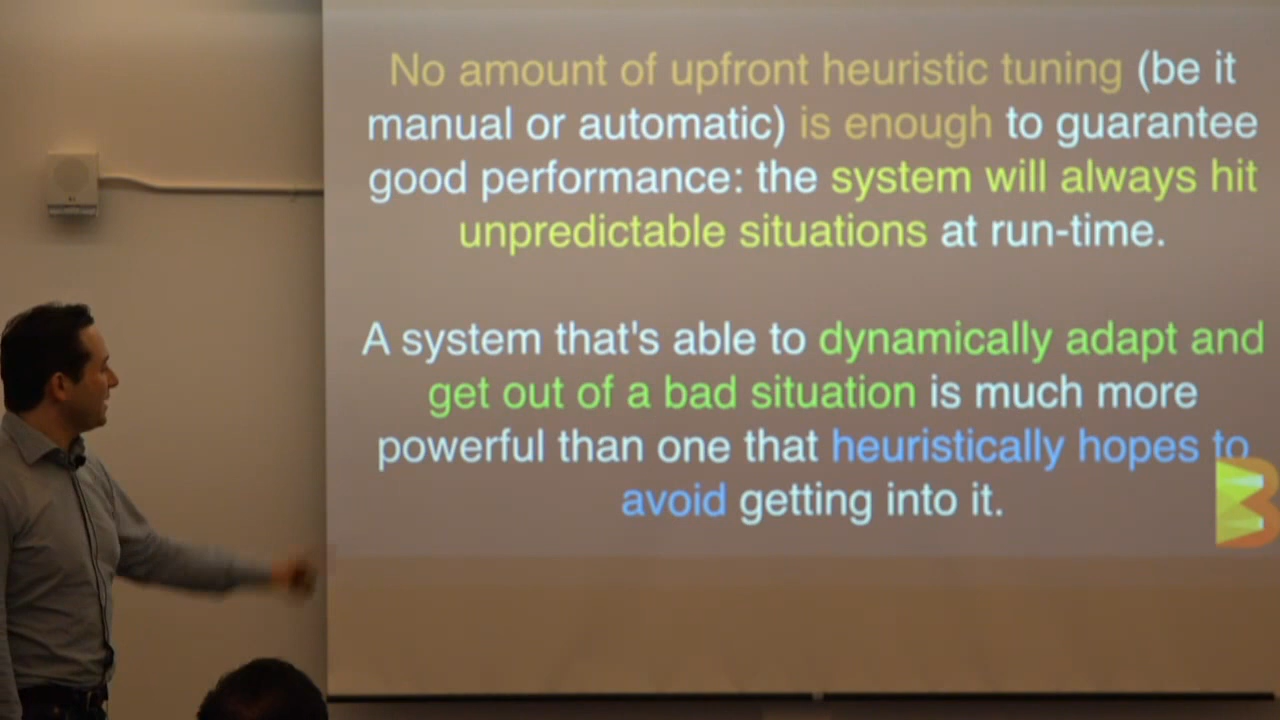 No amount of upfront heuristic tuning (be it
manual or automatic) is enough to guarantee
good performance: the system will always hit
unpredictable situations at run-time.
A system that's able to dynamically adapt and
get out of a bad situation is much more
powerful than one that heuristically hopes to
avoid getting into it.